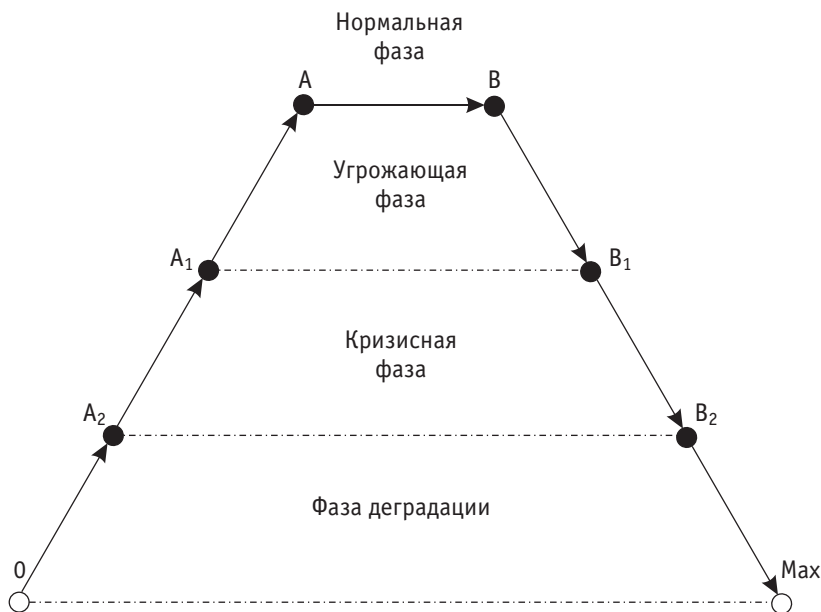 Нормальная
фаза
A
B
Угрожающая
фаза
A₁
B₁
Кризисная
фаза
A₂
B₂
Фаза деградации
0
Max